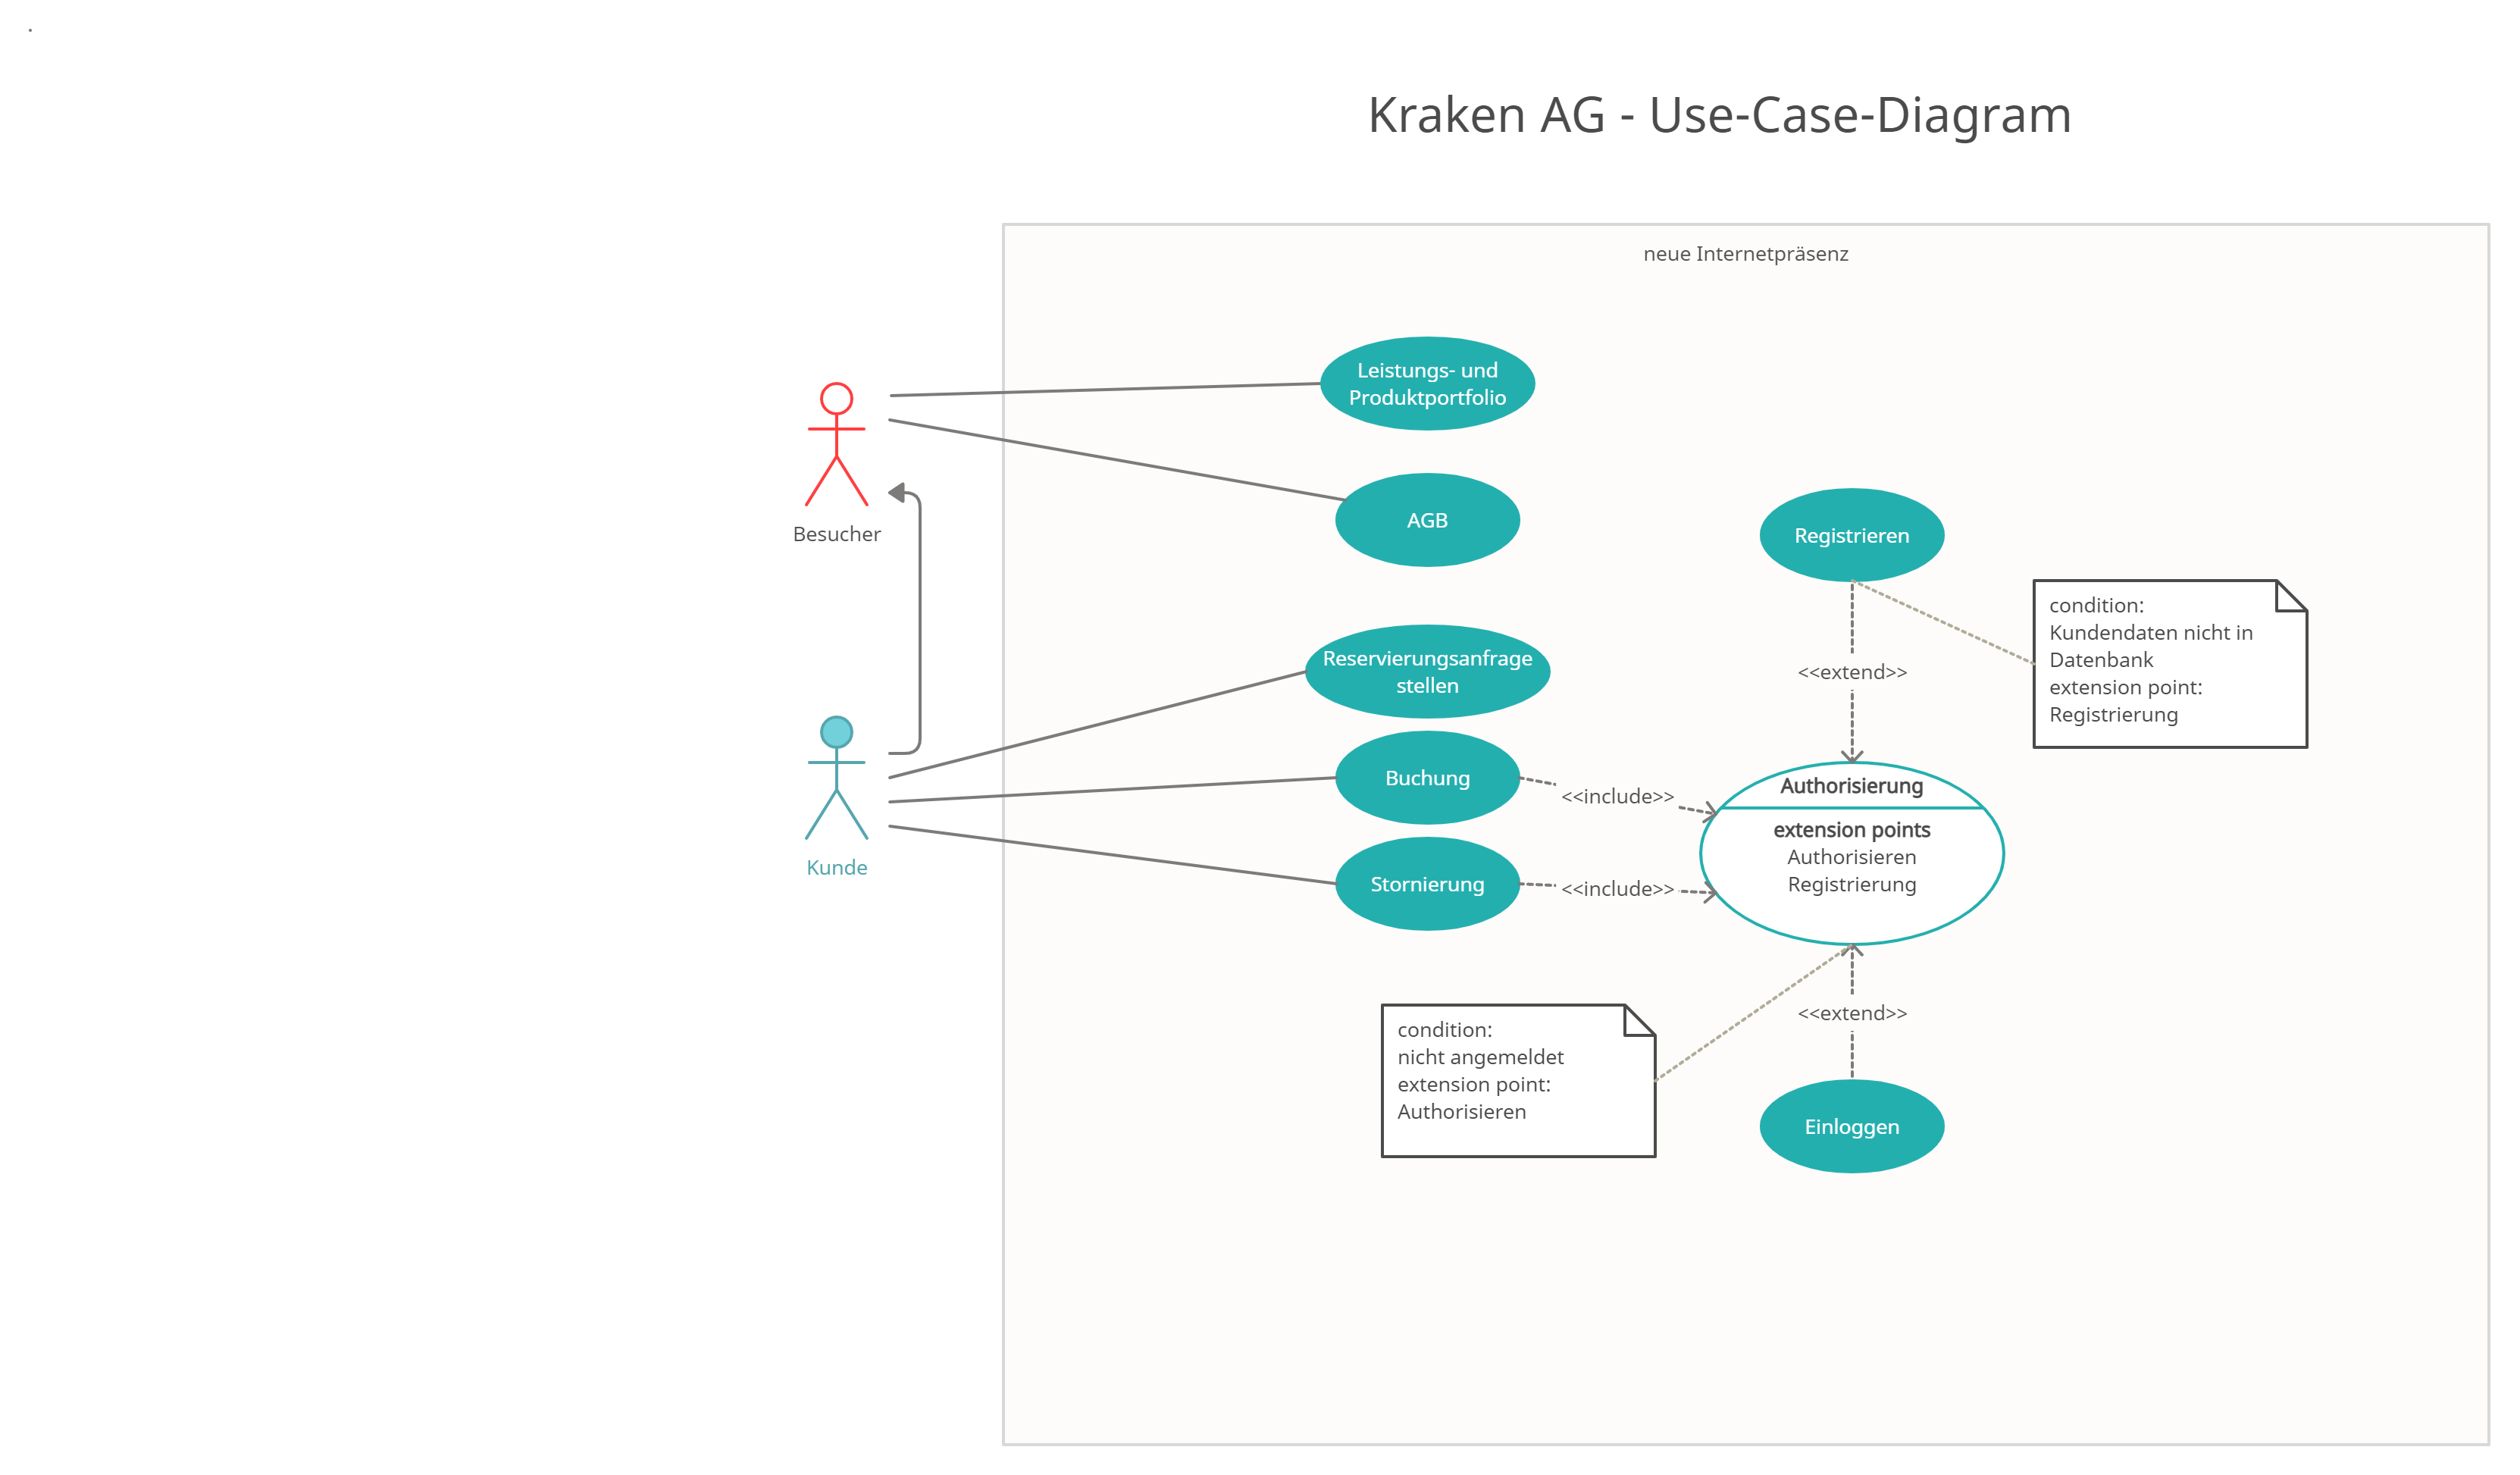 Kraken AG - Use-Case-Diagram
neue Internetpräsenz
Leistungs- und
Produktportfolio
AGB
Besucher
Registrieren
condition:
Kundendaten nicht in
Datenbank
extension point:
Registrierung
<<extend>>
Reservierungsanfrage
stellen
Kunde
Buchung
<<include>>
Stornierung
<<include>>
Authorisierung
extension points
Authorisieren
Registrierung
condition:
nicht angemeldet
extension point:
Authorisieren
<<extend>>
Einloggen